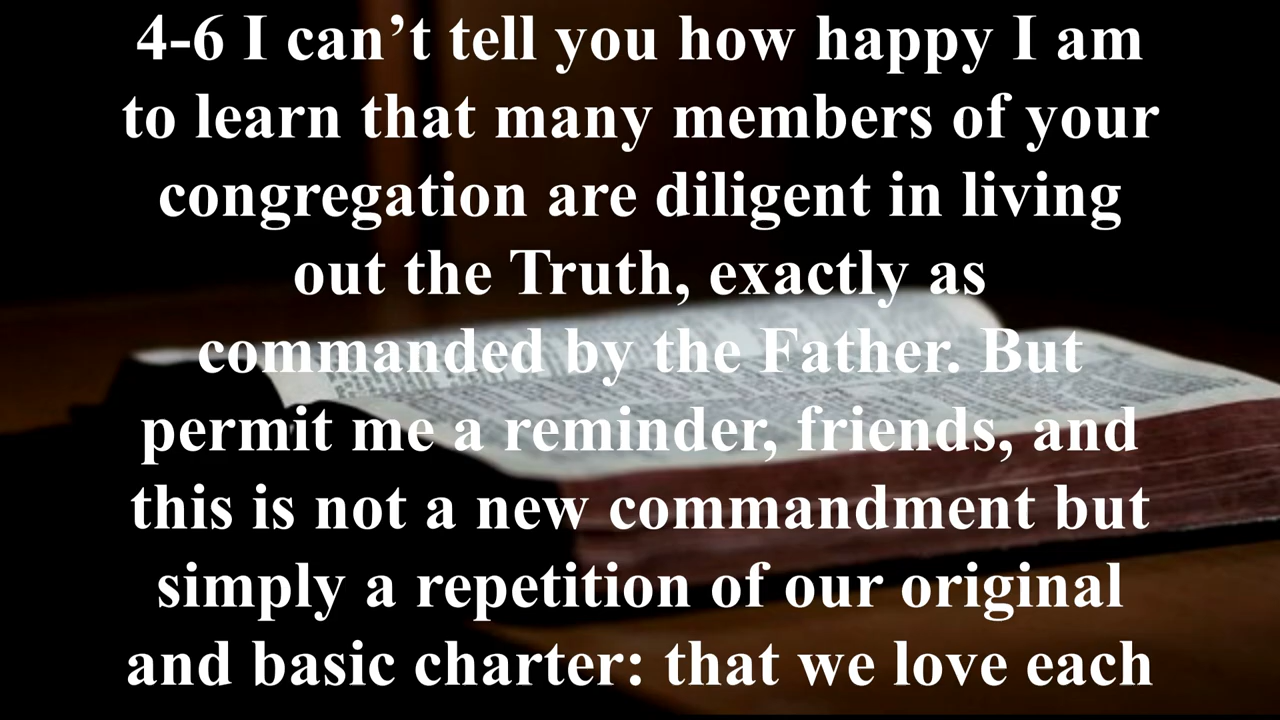 4-6 I can’t tell you how happy I am
to learn that many members of your
congregation are diligent in living
out the Truth, exactly as
commanded by the Father. But
permit me a reminder, friends, and
this is not a new commandment but
simply a repetition of our original
and basic charter: that we love each